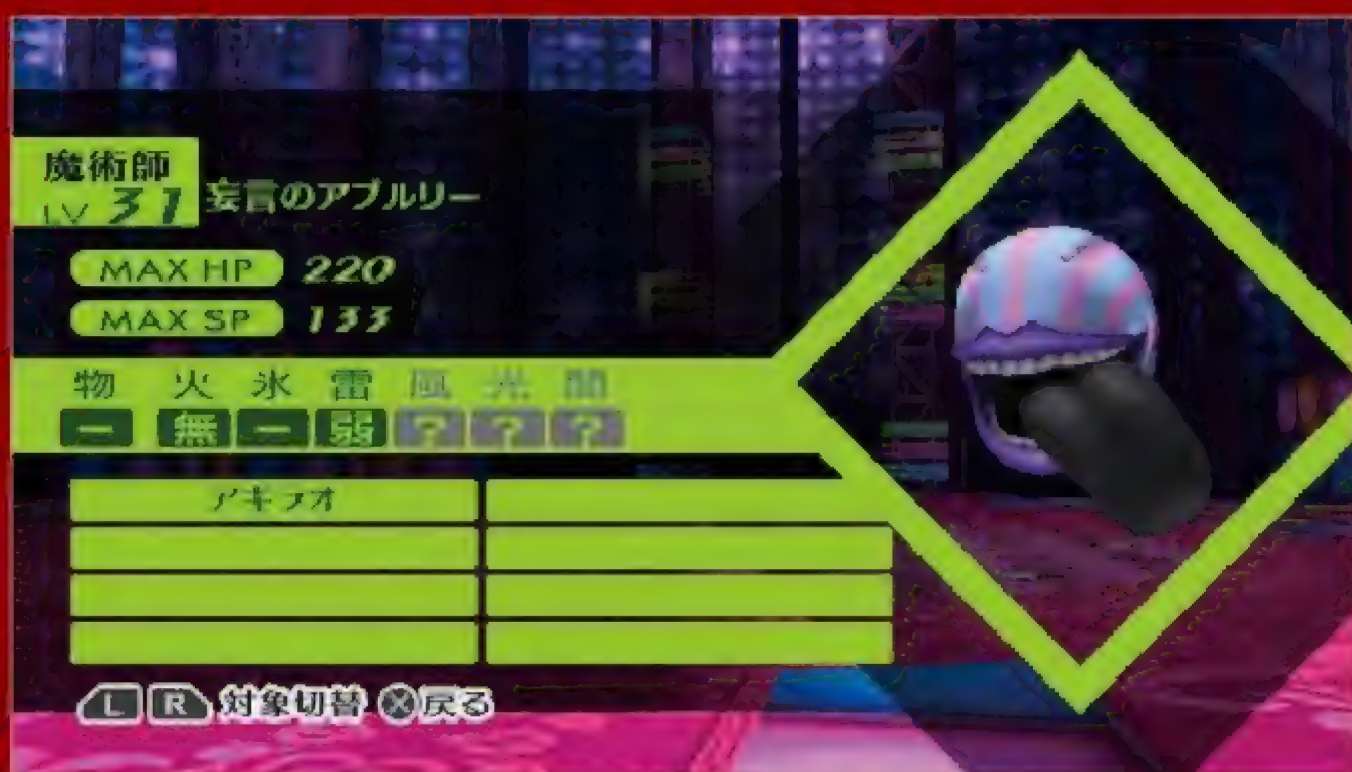 魔術師
LV 31 妄言のアブルリー
MAX HP 220
MAX SP 133
物 火 氷 雷 風 光 闇
ー 無 ー 弱 ? ? ?
アギラオ
L R 対象切替 X 戻る